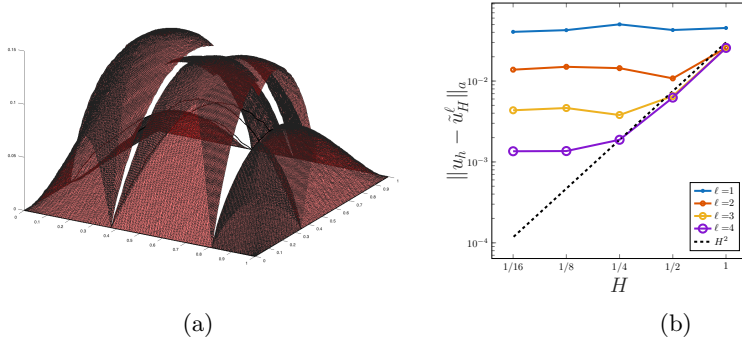 0.15
0.1
0.05
0
0
0.1
0.2
0.3
0.4
0.5
0.6
0.7
0.8
0.9
1
0
0.1
0.2
0.3
0.4
0.5
0.6
0.7
0.8
0.9
1
(a)
‖u_h − ũ_H^ℓ‖_a
10^{-2}
10^{-3}
10^{-4}
ℓ=1
ℓ=2
ℓ=3
ℓ=4
H^2
1/16 1/8 1/4 1/2 1
H
(b)